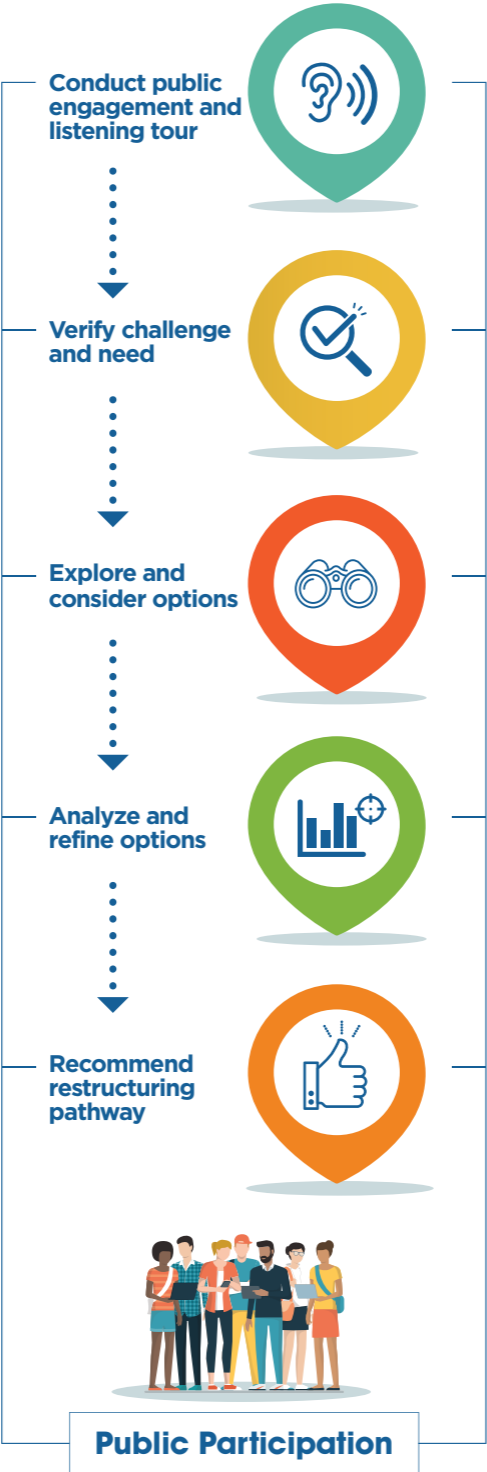 Conduct public
engagement and
listening tour
Verify challenge
and need
Explore and
consider options
Analyze and
refine options
Recommend
restructuring
pathway
Public Participation